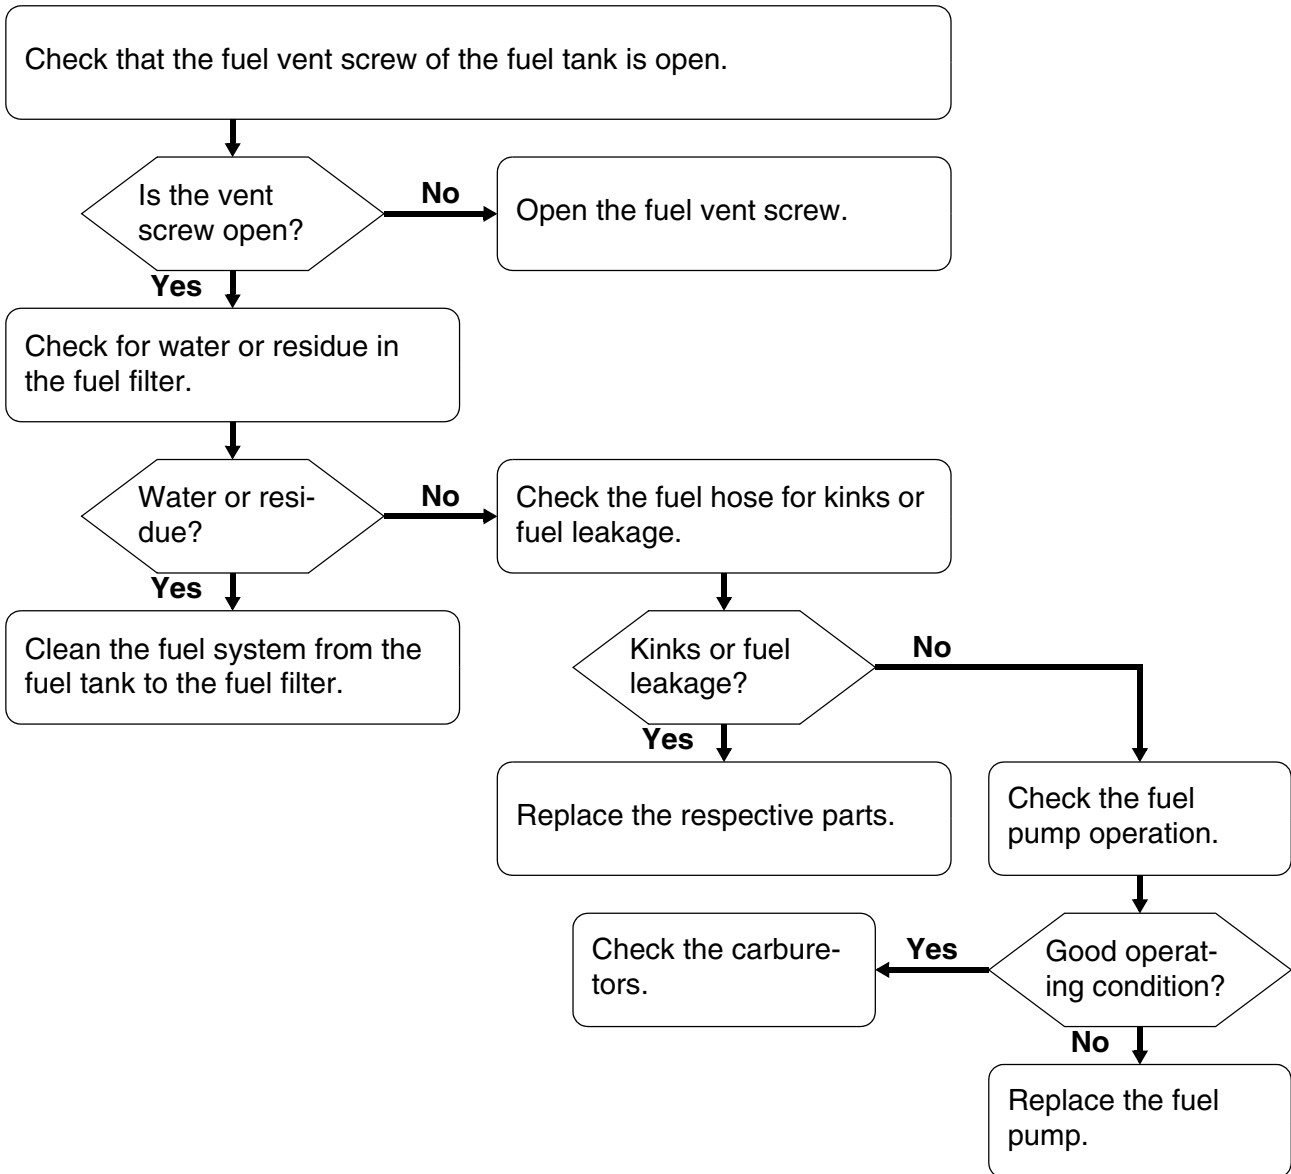 Check that the fuel vent screw of the fuel tank is open.
Is the vent
screw open?
No
Open the fuel vent screw.
Yes
Check for water or residue in
the fuel filter.
Water or resi-
due?
No
Check the fuel hose for kinks or
fuel leakage.
Yes
Clean the fuel system from the
fuel tank to the fuel filter.
Kinks or fuel
leakage?
No
Yes
Replace the respective parts.
Check the fuel
pump operation.
Check the carbure-
tors.
Yes
Good operat-
ing condition?
No
Replace the fuel
pump.